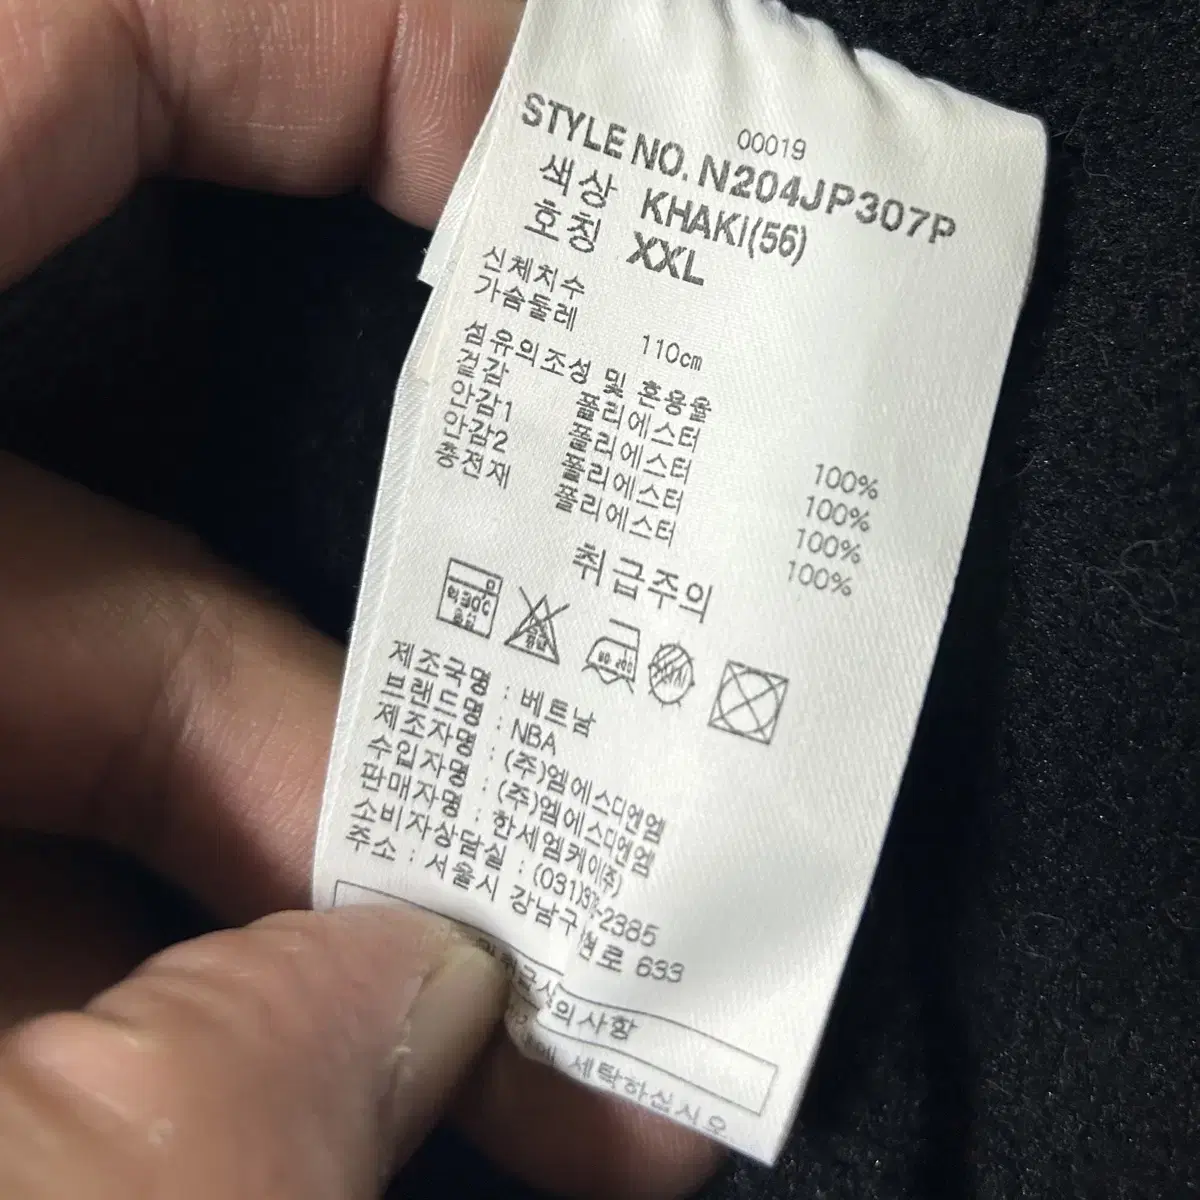 00019
STYLE NO. N204JP307P
색상 KHAKI(56)
호칭 XXL
신체치수
가슴둘레 110cm
섬유의조성 및 혼용율
겉감 폴리에스터 100%
안감1 폴리에스터 100%
안감2 폴리에스터 100%
충전재 폴리에스터 100%
취급주의
제조국명 : 베트남
브랜드명 : NBA
제조자명 : (주)엠에스디엔엠
수입자명 : (주)엠에스디엔엠
판매자명 : 한세엠케이(주)
소비자상담실 : (031) 2385
주소 : 서울시 강남구 633
취급상의사항
세탁하십시오